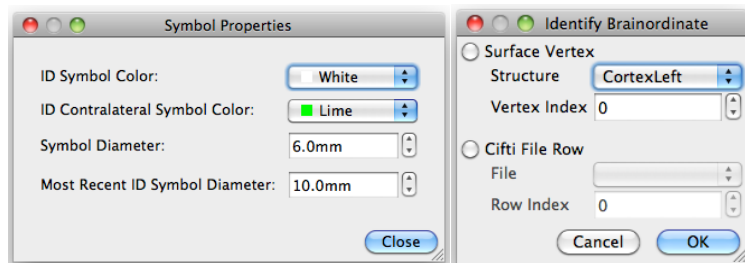 Symbol Properties
ID Symbol Color: White
ID Contralateral Symbol Color: Lime
Symbol Diameter: 6.0mm
Most Recent ID Symbol Diameter: 10.0mm
Close
Identify Brainordinate
Surface Vertex
Structure CortexLeft
Vertex Index 0
Cifti File Row
File
Row Index 0
Cancel OK